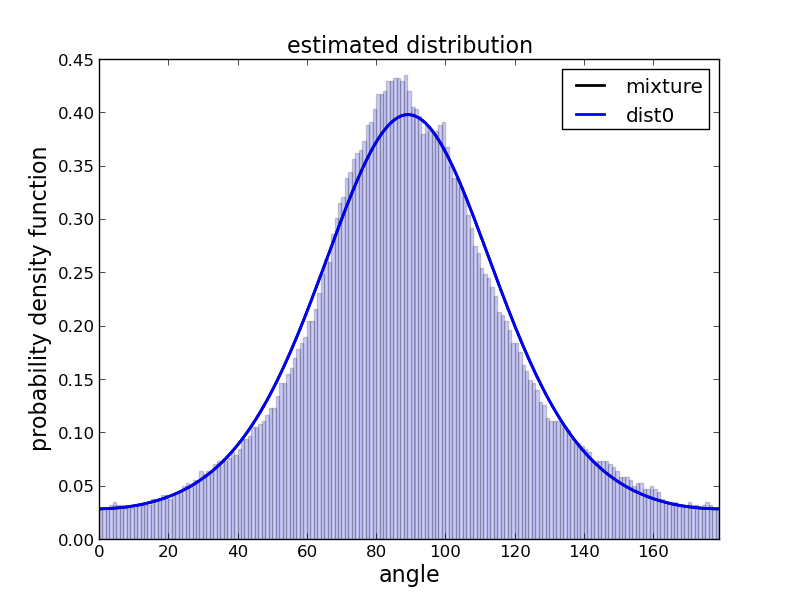 estimated distribution
mixture
dist0
probability density function
0.45
0.40
0.35
0.30
0.25
0.20
0.15
0.10
0.05
0.00
0 20 40 60 80 100 120 140 160
angle